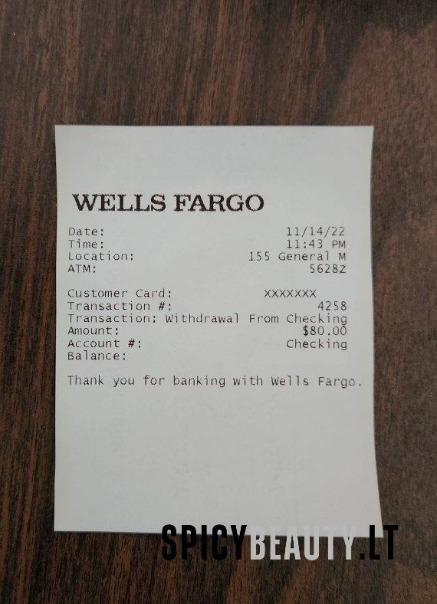 WELLS FARGO
Date: 11/14/22
Time: 11:43 PM
Location: 155 General M
ATM: 5628Z
Customer Card: XXXXXXX
Transaction #: 4258
Transaction: Withdrawal From Checking
Amount: $80.00
Account #: Checking
Balance:
Thank you for banking with Wells Fargo.
SPICYBEAUTY.LT